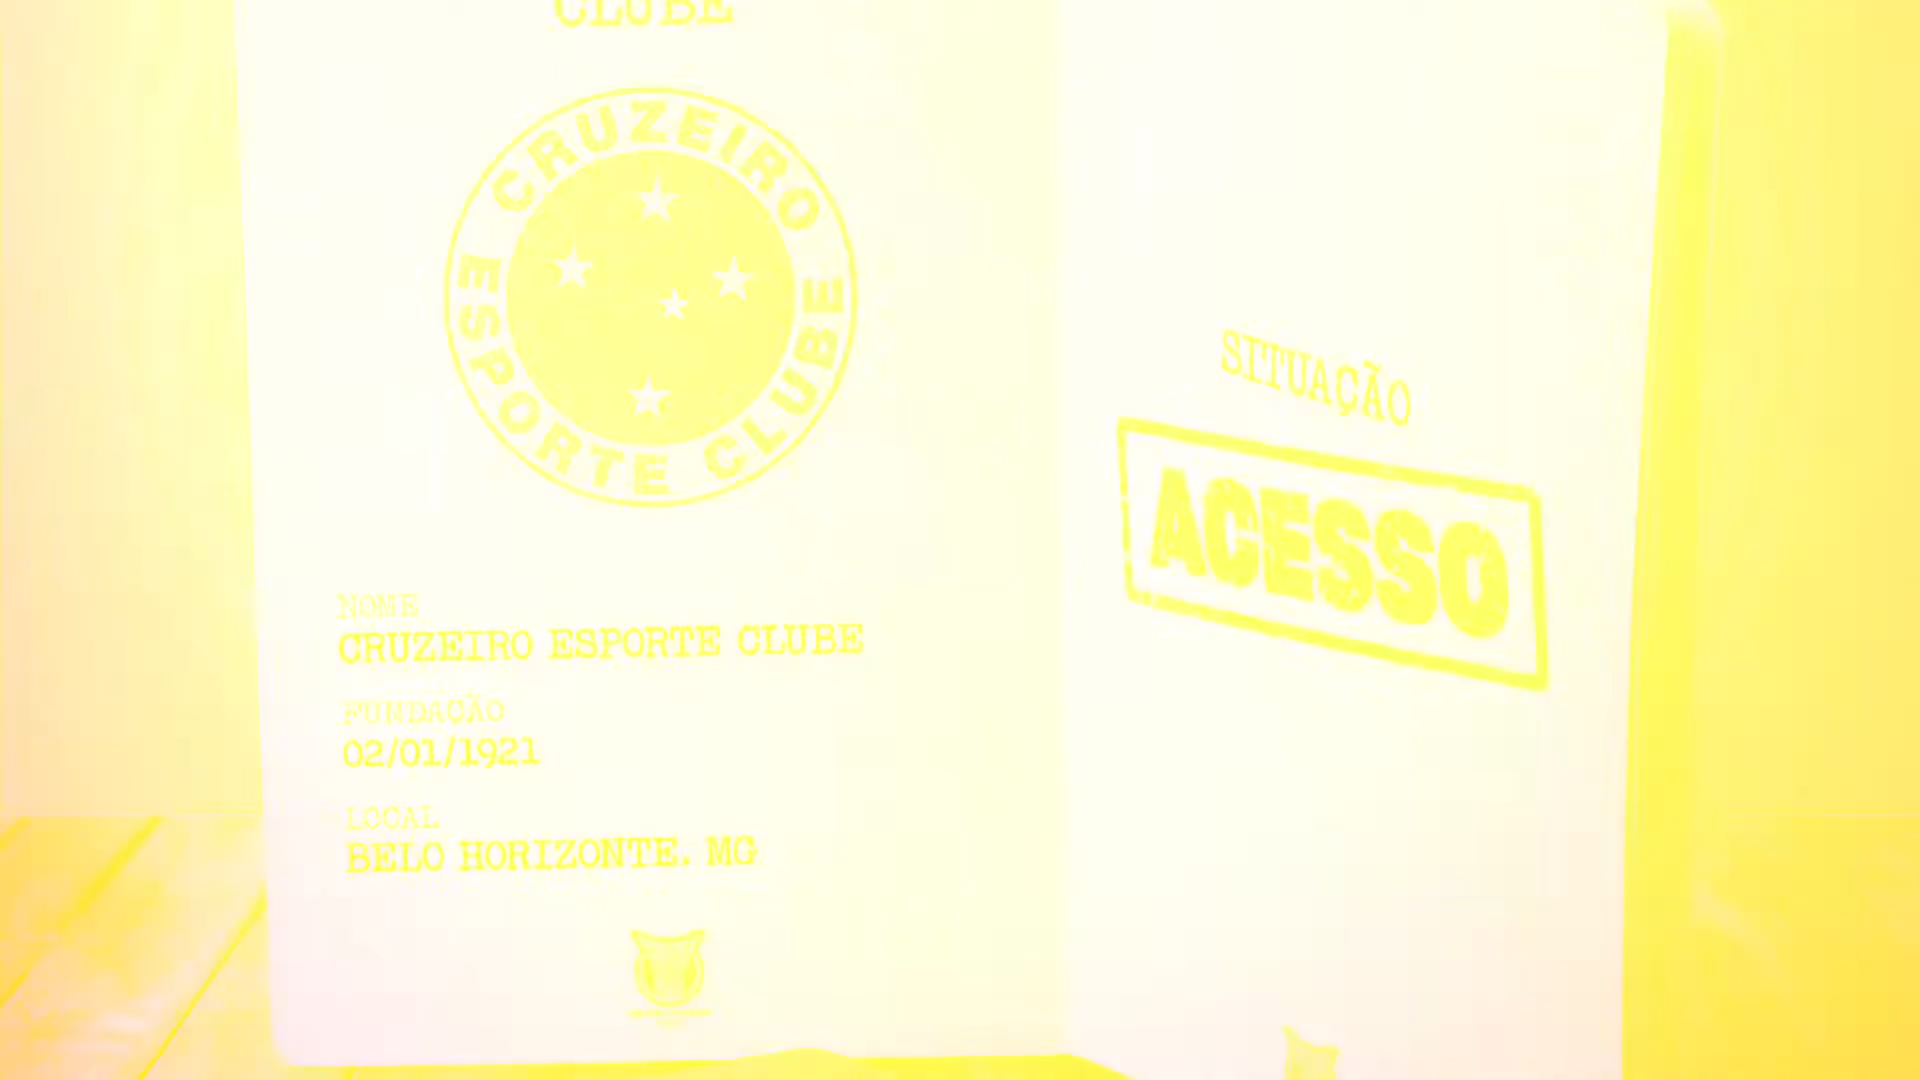 CLUBE
CRUZEIRO
ESPORTE CLUBE
NOME
CRUZEIRO ESPORTE CLUBE
FUNDAÇÃO
02/01/1921
LOCAL
BELO HORIZONTE. MG
SITUAÇÃO
ACESSO